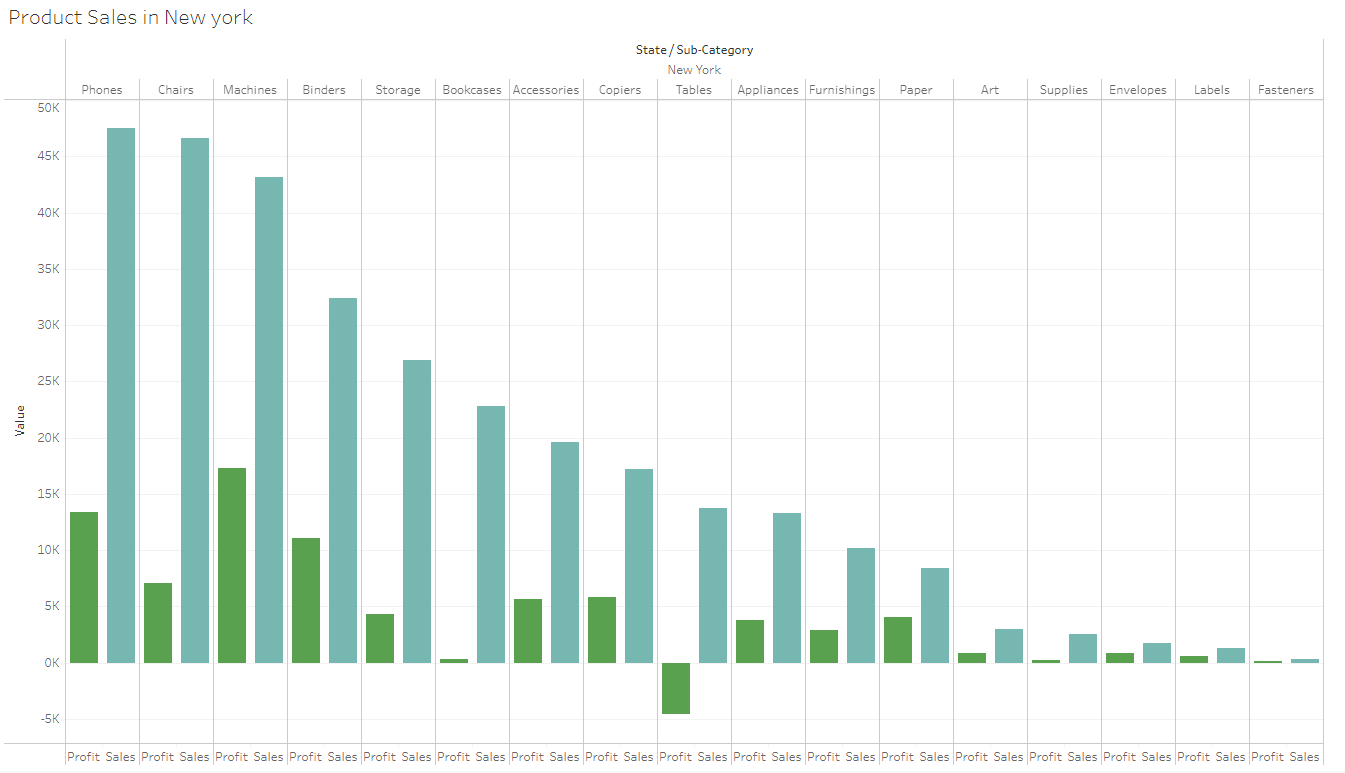 Product Sales in New york
State / Sub-Category
New York
Phones Chairs Machines Binders Storage Bookcases Accessories Copiers Tables Appliances Furnishings Paper Art Supplies Envelopes Labels Fasteners
50K
45K
40K
35K
30K
25K
Value
20K
15K
10K
5K
0K
-5K
Profit Sales Profit Sales Profit Sales Profit Sales Profit Sales Profit Sales Profit Sales Profit Sales Profit Sales Profit Sales Profit Sales Profit Sales Profit Sales Profit Sales Profit Sales Profit Sales Profit Sales